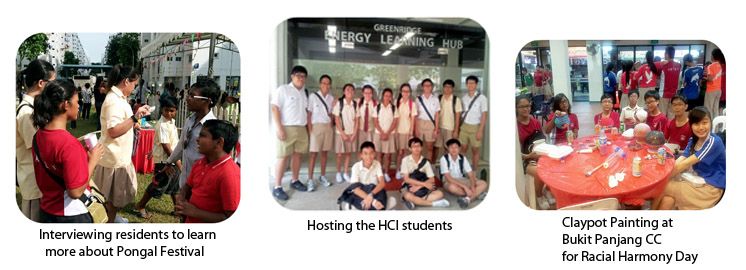 GREENRIDGE
ENERGY LEARNING HUB
Interviewing residents to learn
more about Pongal Festival
Hosting the HCI students
Claypot Painting at
Bukit Panjang CC
for Racial Harmony Day